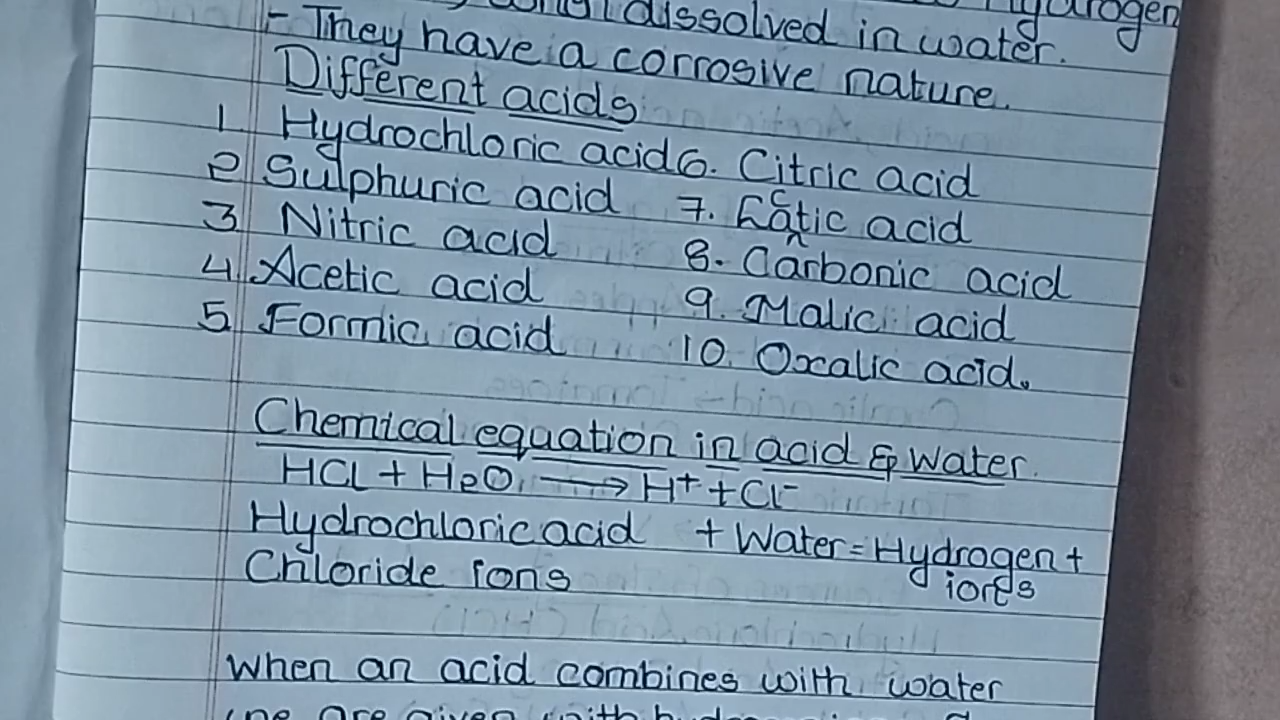 dissolved in water.
- They have a corrosive nature.
Different acids
1. Hydrochloric acid 6. Citric acid
2 Sulphuric acid 7. Lactic acid
3 Nitric acid 8. Carbonic acid
4. Acetic acid 9. Malic acid
5 Formic acid 10. Oxalic acid.
Chemical equation in acid & water.
HCl + H2O → H+ + Cl-
Hydrochloric acid + Water = Hydrogen +
ions
Chloride ions
When an acid combines with water